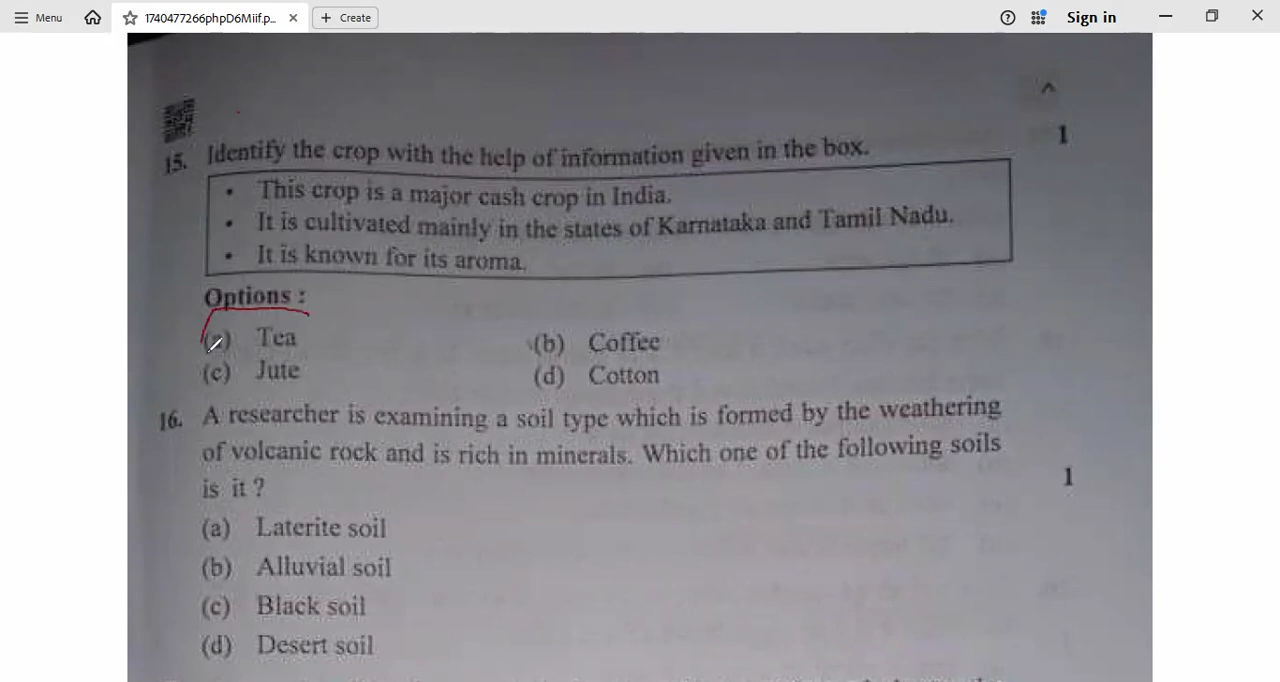 Menu
1740477266phpD6Miif.p...
Create
Sign in
15. Identify the crop with the help of information given in the box. 1
• This crop is a major cash crop in India.
• It is cultivated mainly in the states of Karnataka and Tamil Nadu.
• It is known for its aroma.
Options :
(a) Tea (b) Coffee
(c) Jute (d) Cotton
16. A researcher is examining a soil type which is formed by the weathering
of volcanic rock and is rich in minerals. Which one of the following soils
is it ? 1
(a) Laterite soil
(b) Alluvial soil
(c) Black soil
(d) Desert soil